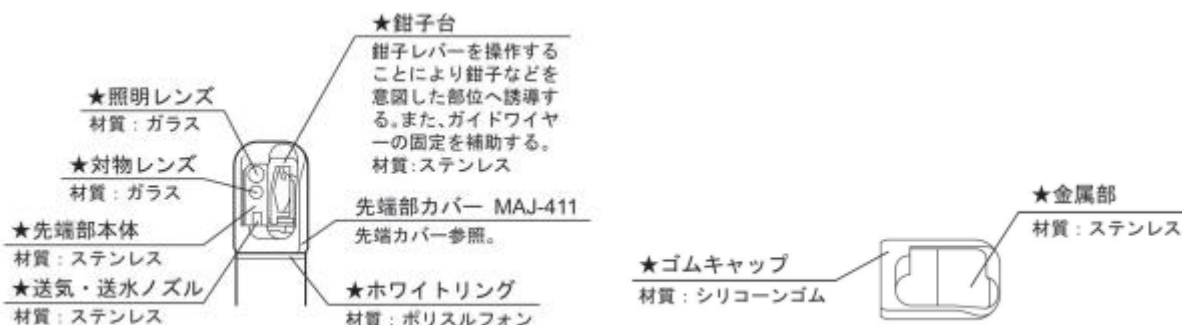 ★鉗子台
鉗子レバーを操作する
ことにより鉗子などを
意図した部位へ誘導す
る。また、ガイドワイヤ
ーの固定を補助する。
材質:ステンレス
★照明レンズ
材質：ガラス
★対物レンズ
材質：ガラス
★先端部本体
材質：ステンレス
★送気・送水ノズル
材質：ステンレス
先端部カバー MAJ-411
先端カバー参照。
★ホワイトリング
材質：ポリスルフォン
★金属部
材質：ステンレス
★ゴムキャップ
材質：シリコーンゴム